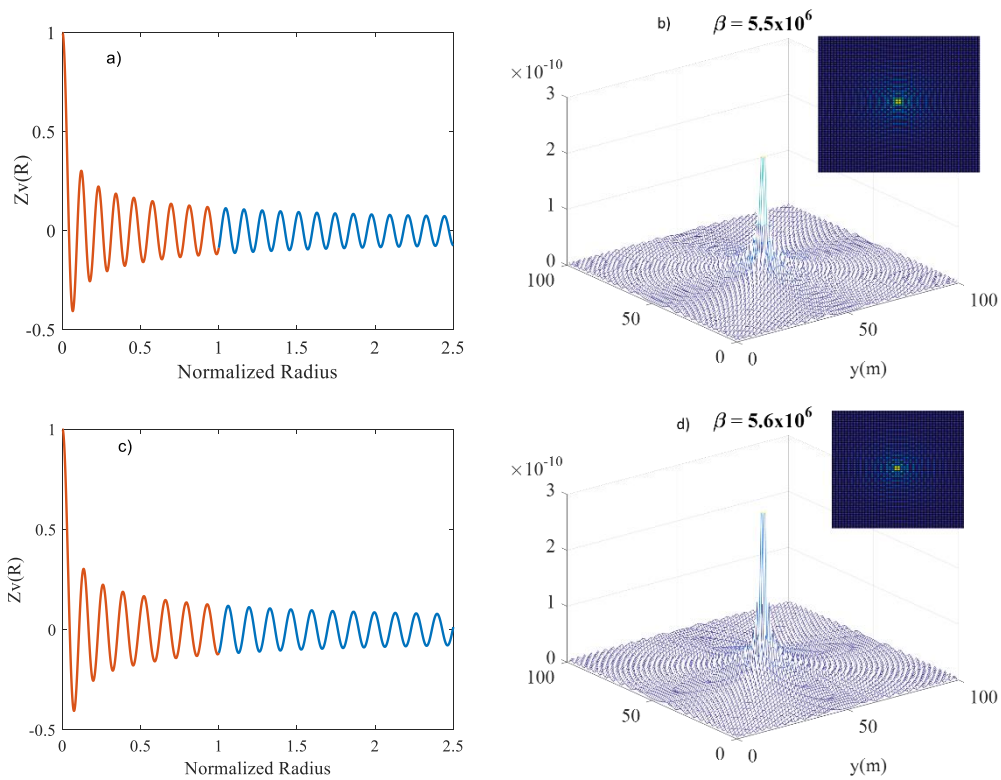 a)
1
0.5
0
-0.5
Zv(R)
0 0.5 1 1.5 2 2.5
Normalized Radius
b) β = 5.5x10⁶
×10⁻¹⁰
3
2
1
0
100 100
50 50
0 0
y(m)
c)
1
0.5
0
-0.5
Zv(R)
0 0.5 1 1.5 2 2.5
Normalized Radius
d) β = 5.6x10⁶
×10⁻¹⁰
3
2
1
0
100 100
50 50
0 0
y(m)